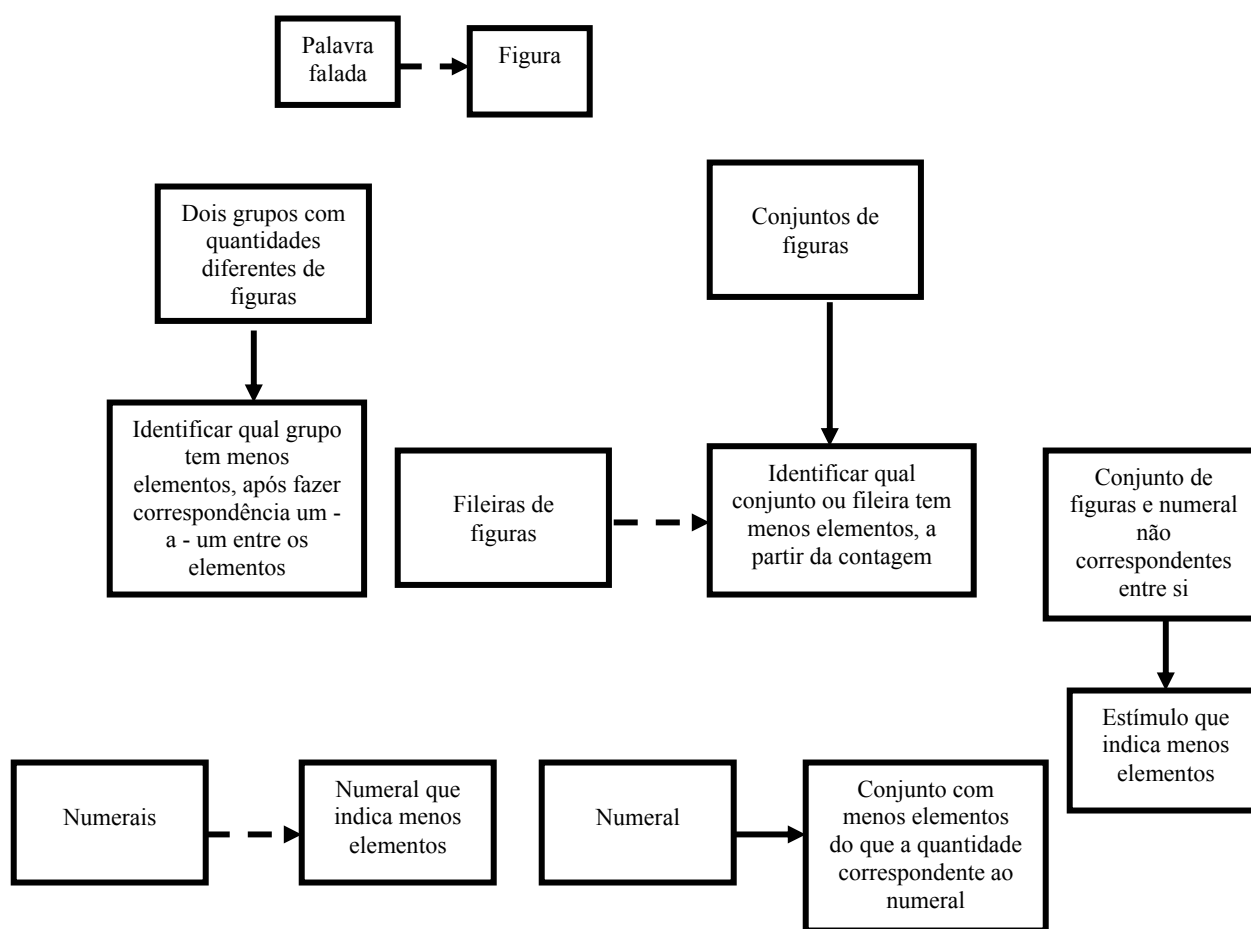 Palavra
falada
Figura
Dois grupos com
quantidades
diferentes de
figuras
Conjuntos de
figuras
Identificar qual grupo
tem menos
elementos, após fazer
correspondência um -
a - um entre os
elementos
Fileiras de
figuras
Identificar qual
conjunto ou fileira tem
menos elementos, a
partir da contagem
Conjunto de
figuras e numeral
não
correspondentes
entre si
Estímulo que
indica menos
elementos
Numerais
Numeral que
indica menos
elementos
Numeral
Conjunto com
menos elementos
do que a quantidade
correspondente ao
numeral